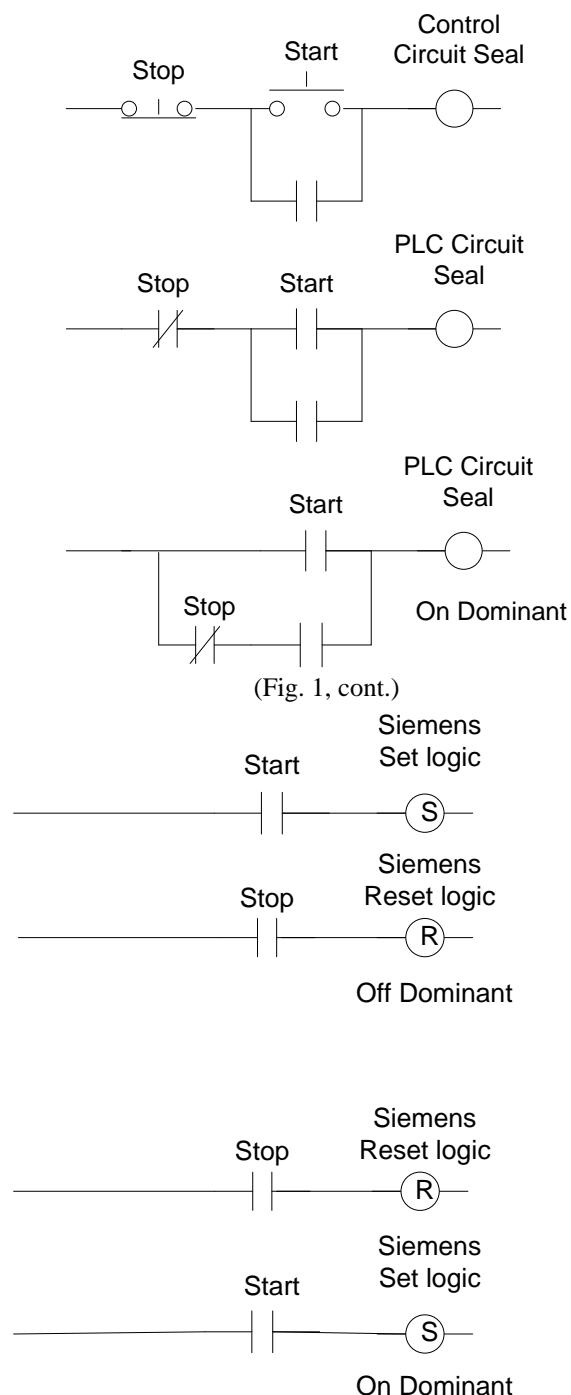 Control
Circuit Seal
Start
Stop
PLC Circuit
Seal
Stop
Start
PLC Circuit
Seal
Start
Stop
On Dominant
(Fig. 1, cont.)
Siemens
Set logic
Start
S
Siemens
Reset logic
Stop
R
Off Dominant
Siemens
Reset logic
Stop
R
Siemens
Set logic
Start
S
On Dominant